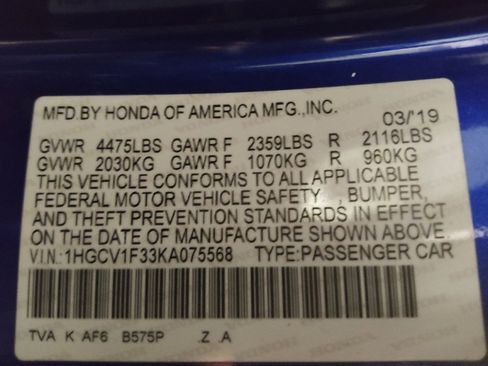 MFD.BY HONDA OF AMERICA MFG.,INC. 03/'19
GVWR 4475LBS GAWR F 2359LBS R 2116LBS
GVWR 2030KG GAWR F 1070KG R 960KG
THIS VEHICLE CONFORMS TO ALL APPLICABLE
FEDERAL MOTOR VEHICLE SAFETY , BUMPER,
AND THEFT PREVENTION STANDARDS IN EFFECT
ON THE DATE OF MANUFACTURE SHOWN ABOVE.
V.I.N.: 1HGCV1F33KA075568 TYPE:PASSENGER CAR
TVA K AF6 B575P .Z .A